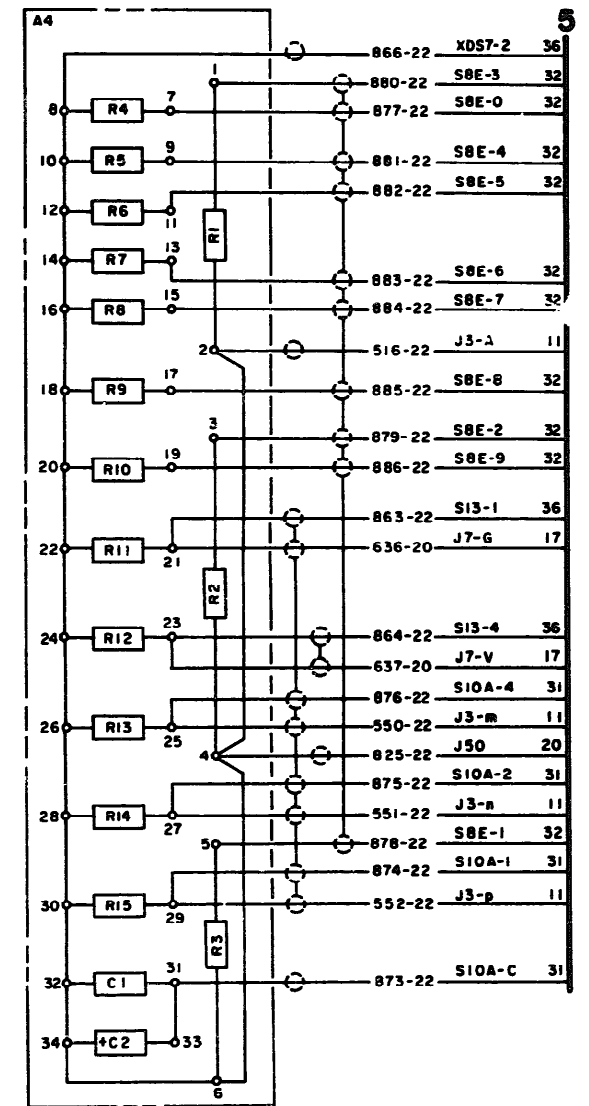 5
A4
866-22 XDS7-2 36
1
880-22 S8E-3 32
8 R4 7 877-22 S8E-0 32
10 R5 9 881-22 S8E-4 32
12 R6 11 882-22 S8E-5 32
R1
14 R7 13 883-22 S8E-6 32
16 R8 15 884-22 S8E-7 32
2 516-22 J3-A 11
18 R9 17 885-22 S8E-8 32
3 879-22 S8E-2 32
20 R10 19 886-22 S8E-9 32
863-22 S13-1 36
22 R11 21 636-20 J7-G 17
R2
24 R12 23 864-22 S13-4 36
637-20 J7-V 17
876-22 S10A-4 31
26 R13 25 550-22 J3-m 11
4 825-22 J50 20
875-22 S10A-2 31
28 R14 27 551-22 J3-n 11
5 878-22 S8E-1 32
874-22 S10A-1 31
30 R15 29 552-22 J3-p 11
R3
32 C1 31 873-22 S10A-C 31
34 +C2 33
6